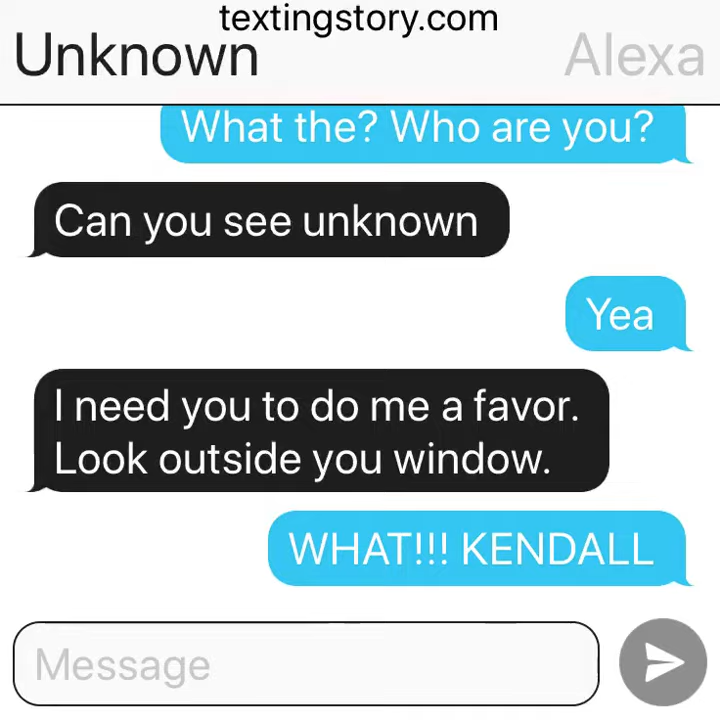 textingstory.com
Unknown
Alexa
What the? Who are you?
Can you see unknown
Yea
I need you to do me a favor.
Look outside you window.
WHAT!!! KENDALL
Message